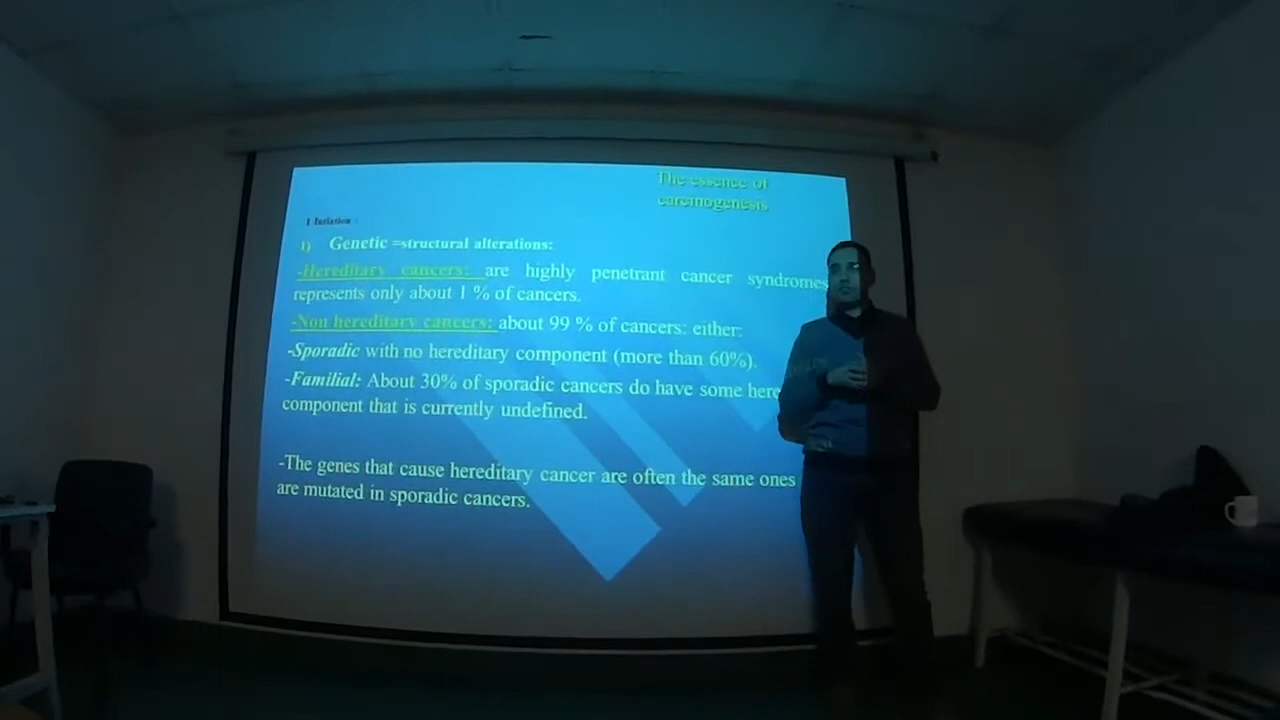 The essence of
carcinogenesis
1 Intiation :
1) Genetic =structural alterations:
-Hereditary cancers: are highly penetrant cancer syndromes
represents only about 1 % of cancers.
-Non hereditary cancers: about 99 % of cancers: either:
-Sporadic with no hereditary component (more than 60%).
-Familial: About 30% of sporadic cancers do have some here
component that is currently undefined.
-The genes that cause hereditary cancer are often the same ones
are mutated in sporadic cancers.